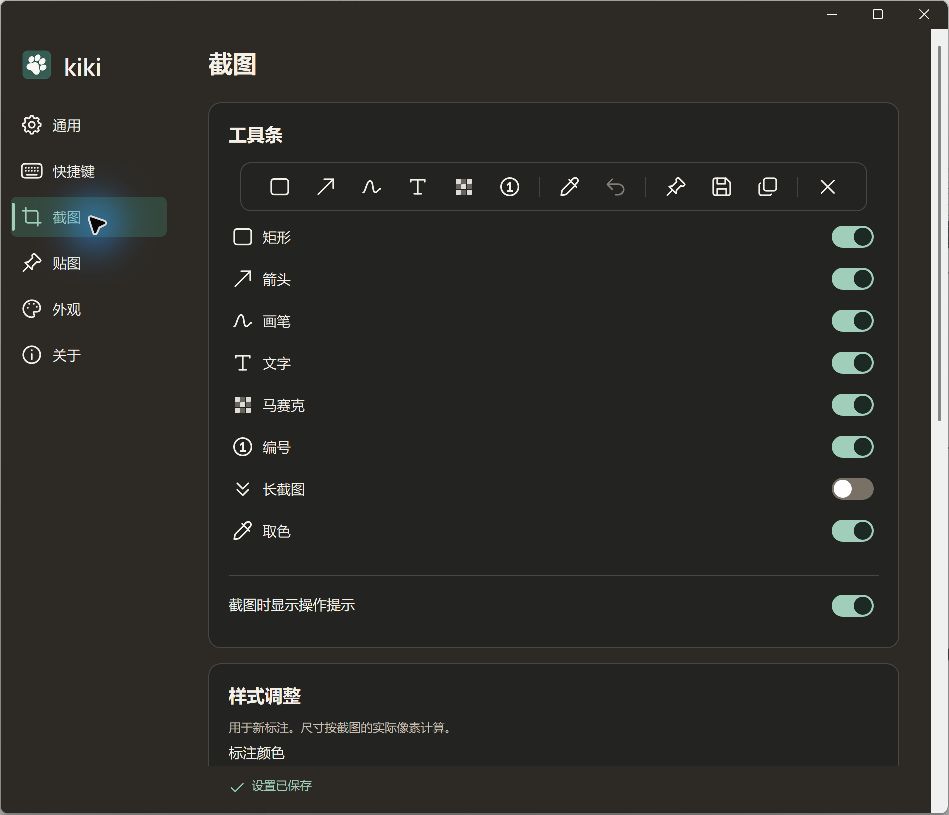 kiki
通用
快捷键
截图
贴图
外观
关于
截图
工具条
矩形
箭头
画笔
文字
马赛克
编号
长截图
取色
截图时显示操作提示
样式调整
用于新标注。尺寸按截图的实际像素计算。
标注颜色
设置已保存